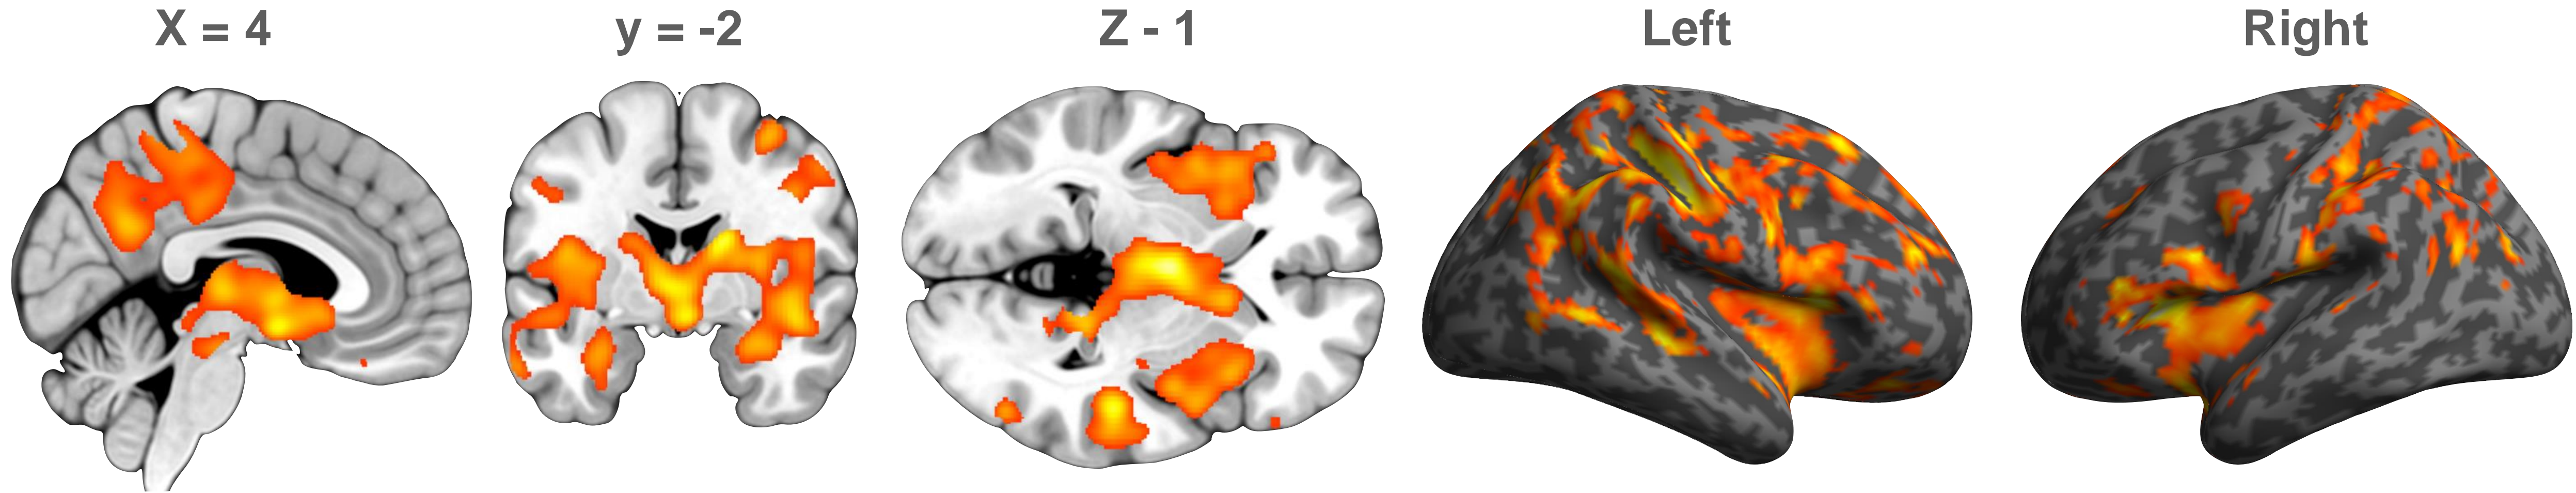 X = 4
y = -2
Z - 1
Left
Right